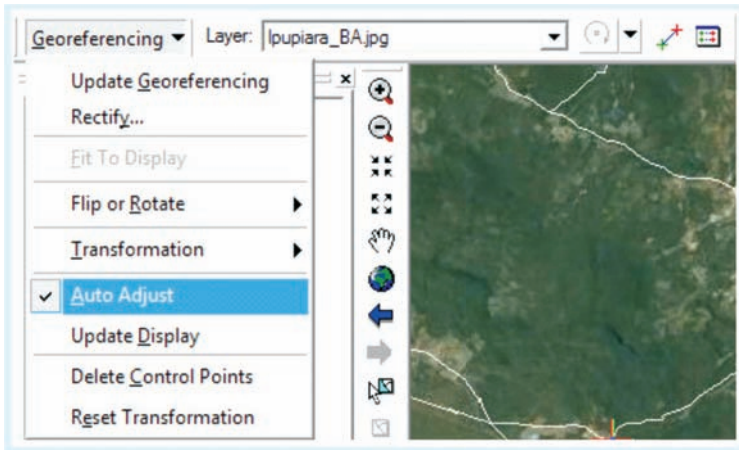 Georeferencing Layer: Ipupiara_BA.jpg
Update Georeferencing
Rectify...
Fit To Display
Flip or Rotate
Transformation
Auto Adjust
Update Display
Delete Control Points
Reset Transformation